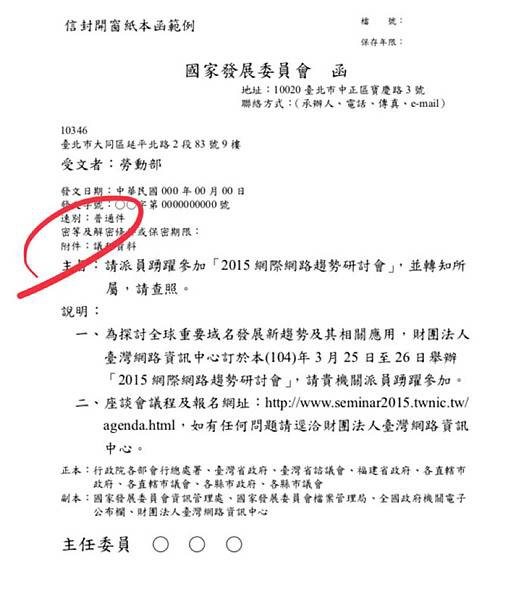 信封開窗紙本函範例
檔 號：
保存年限：
國家發展委員會 函
地址：10020 臺北市中正區寶慶路 3 號
聯絡方式：（承辦人、電話、傳真、e-mail）
10346
臺北市大同區延平北路 2 段 83 號 9 樓
受文者：勞動部
發文日期：中華民國 000 年 00 月 00 日
發文字號：○○字第 0000000000 號
速別：普通件
密等及解密條件或保密期限：
附件：議程資料
主旨：請派員踴躍參加「2015 網際網路趨勢研討會」，並轉知所
屬，請查照。
說明：
一、為探討全球重要域名發展新趨勢及其相關應用，財團法人
臺灣網路資訊中心訂於本(104)年 3 月 25 日至 26 日舉辦
「2015 網際網路趨勢研討會」，請貴機關派員踴躍參加。
二、座談會議程及報名網址：http://www.seminar2015.twnic.tw/
agenda.html，如有任何問題請逕洽財團法人臺灣網路資訊
中心。
正本：行政院各部會行總處署、臺灣省政府、臺灣省諮議會、福建省政府、各直轄市
政府、各直轄市議會、各縣市政府、各縣市議會
副本：國家發展委員會資訊管理處、國家發展委員會檔案管理局、全國政府機關電子
公布欄、財團法人臺灣網路資訊中心
主任委員 ○ ○ ○